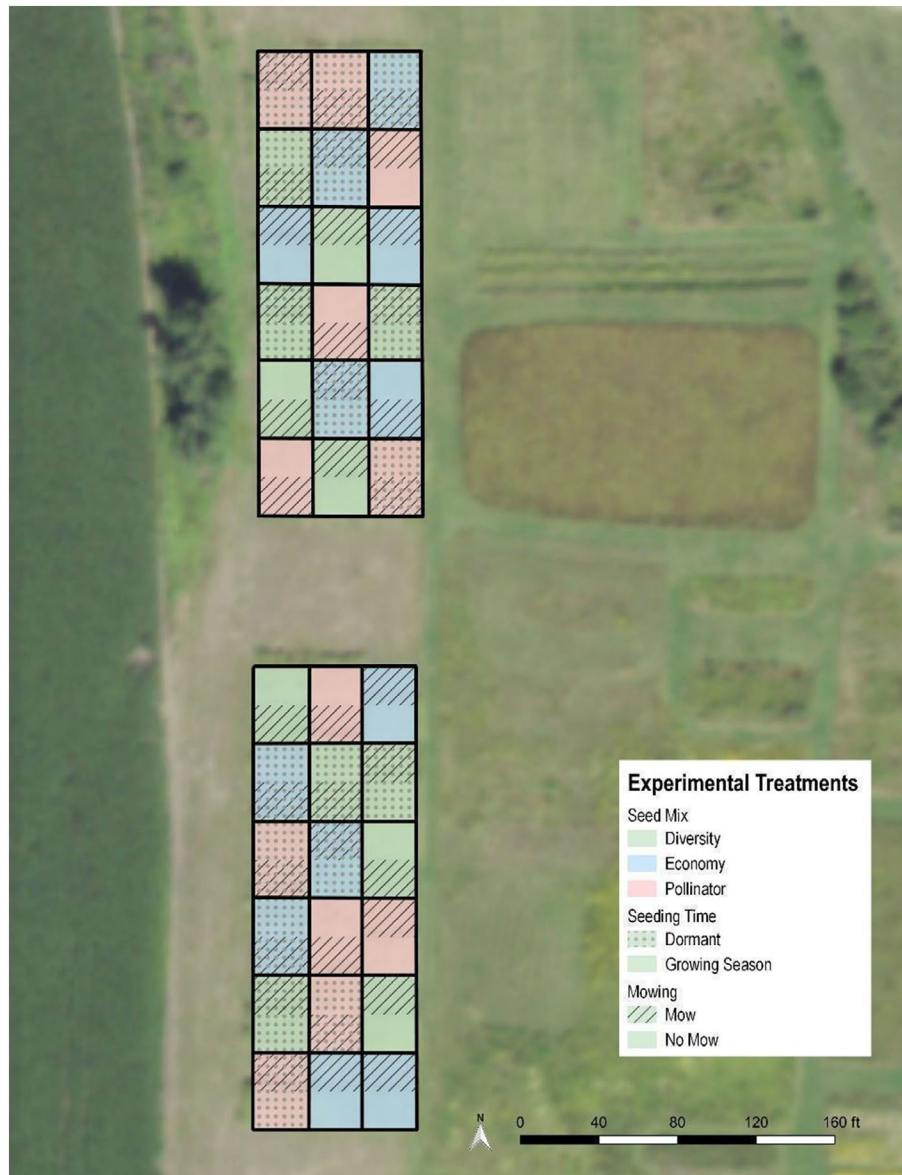 Experimental Treatments
Seed Mix
Diversity
Economy
Pollinator
Seeding Time
Dormant
Growing Season
Mowing
Mow
No Mow
N
0 40 80 120 160 ft